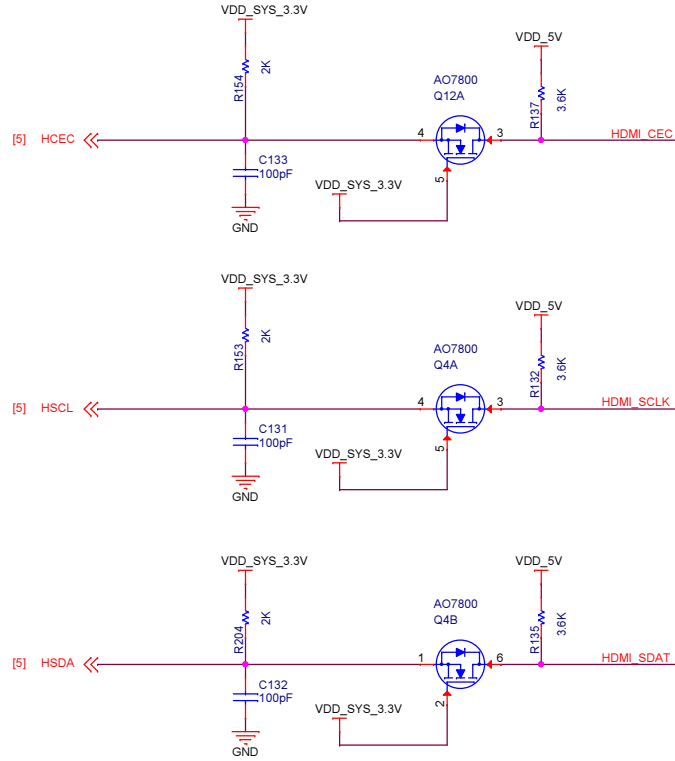 VDD_SYS_3.3V
R154
2K
AO7800
Q12A
VDD_5V
R137
3.6K
[5] HCEC
4
3
HDMI_CEC
C133
100pF
VDD_SYS_3.3V
5
GND
VDD_SYS_3.3V
R153
2K
AO7800
Q4A
VDD_5V
R132
3.6K
[5] HSCL
4
3
HDMI_SCLK
C131
100pF
VDD_SYS_3.3V
5
GND
VDD_SYS_3.3V
R204
2K
AO7800
Q4B
VDD_5V
R135
3.6K
[5] HSDA
1
6
HDMI_SDAT
C132
100pF
VDD_SYS_3.3V
2
GND